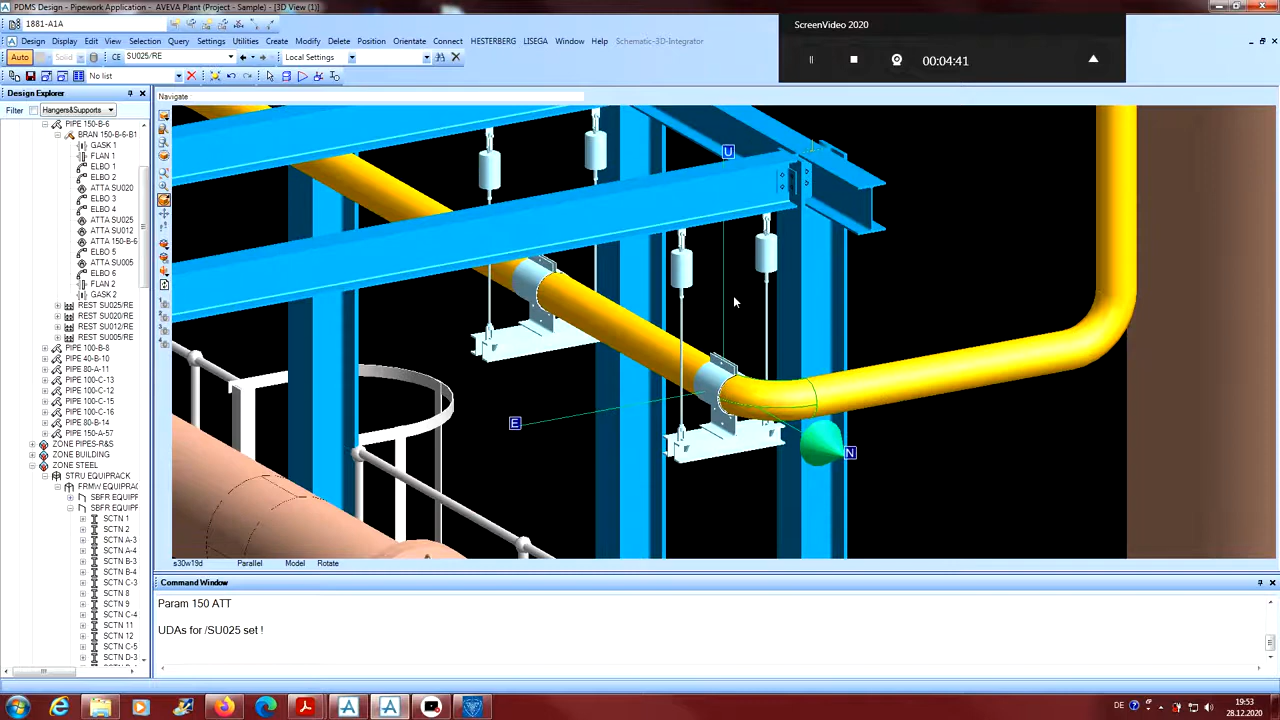 PDMS Design - Pipework Application - AVEVA Plant (Project - Sample) - [3D View (1)]
ScreenVideo 2020
1881-A1A
Design Display Edit View Selection Query Settings Utilities Create Modify Delete Position Orientate Connect HESTERBERG LISEGA Window Help Schematic-3D-Integrator
Auto Solid CE SU025/RE Local Settings
00:04:41
No list
Design Explorer
Navigate
Filter Hangers&Supports
PIPE 150-B-6
BRAN 150-B-6-B1
GASK 1
FLAN 1
ELBO 1
ELBO 2
ATTA SU020
ELBO 3
ELBO 4
ATTA SU025
ATTA SU012
ATTA 150-B-6
ELBO 5
ATTA SU005
ELBO 6
FLAN 2
GASK 2
REST SU025/RE
REST SU020/RE
REST SU012/RE
REST SU005/RE
PIPE 100-B-8
PIPE 40-B-10
PIPE 80-A-11
PIPE 100-C-13
PIPE 80-A-12
PIPE 100-C-15
PIPE 100-C-16
PIPE 80-B-14
PIPE 150-A-57
ZONE PIPES-R&S
ZONE BUILDING
ZONE STEEL
STRU EQUIPRACK
FRMW EQUIPRA
SBFR EQUIPF
SBFR EQUIPF
SCTN 1
SCTN 2
SCTN A-3
SCTN A-4
SCTN B-3
SCTN B-4
SCTN C-3
SCTN 8
SCTN 9
SCTN C-4
SCTN 11
SCTN 12
SCTN C-5
SCTN D-3
U
E
N
s30w19d Parallel Model Rotate
Command Window
Param 150 ATT
UDAs for /SU025 set !
DE
19:53
28.12.2020